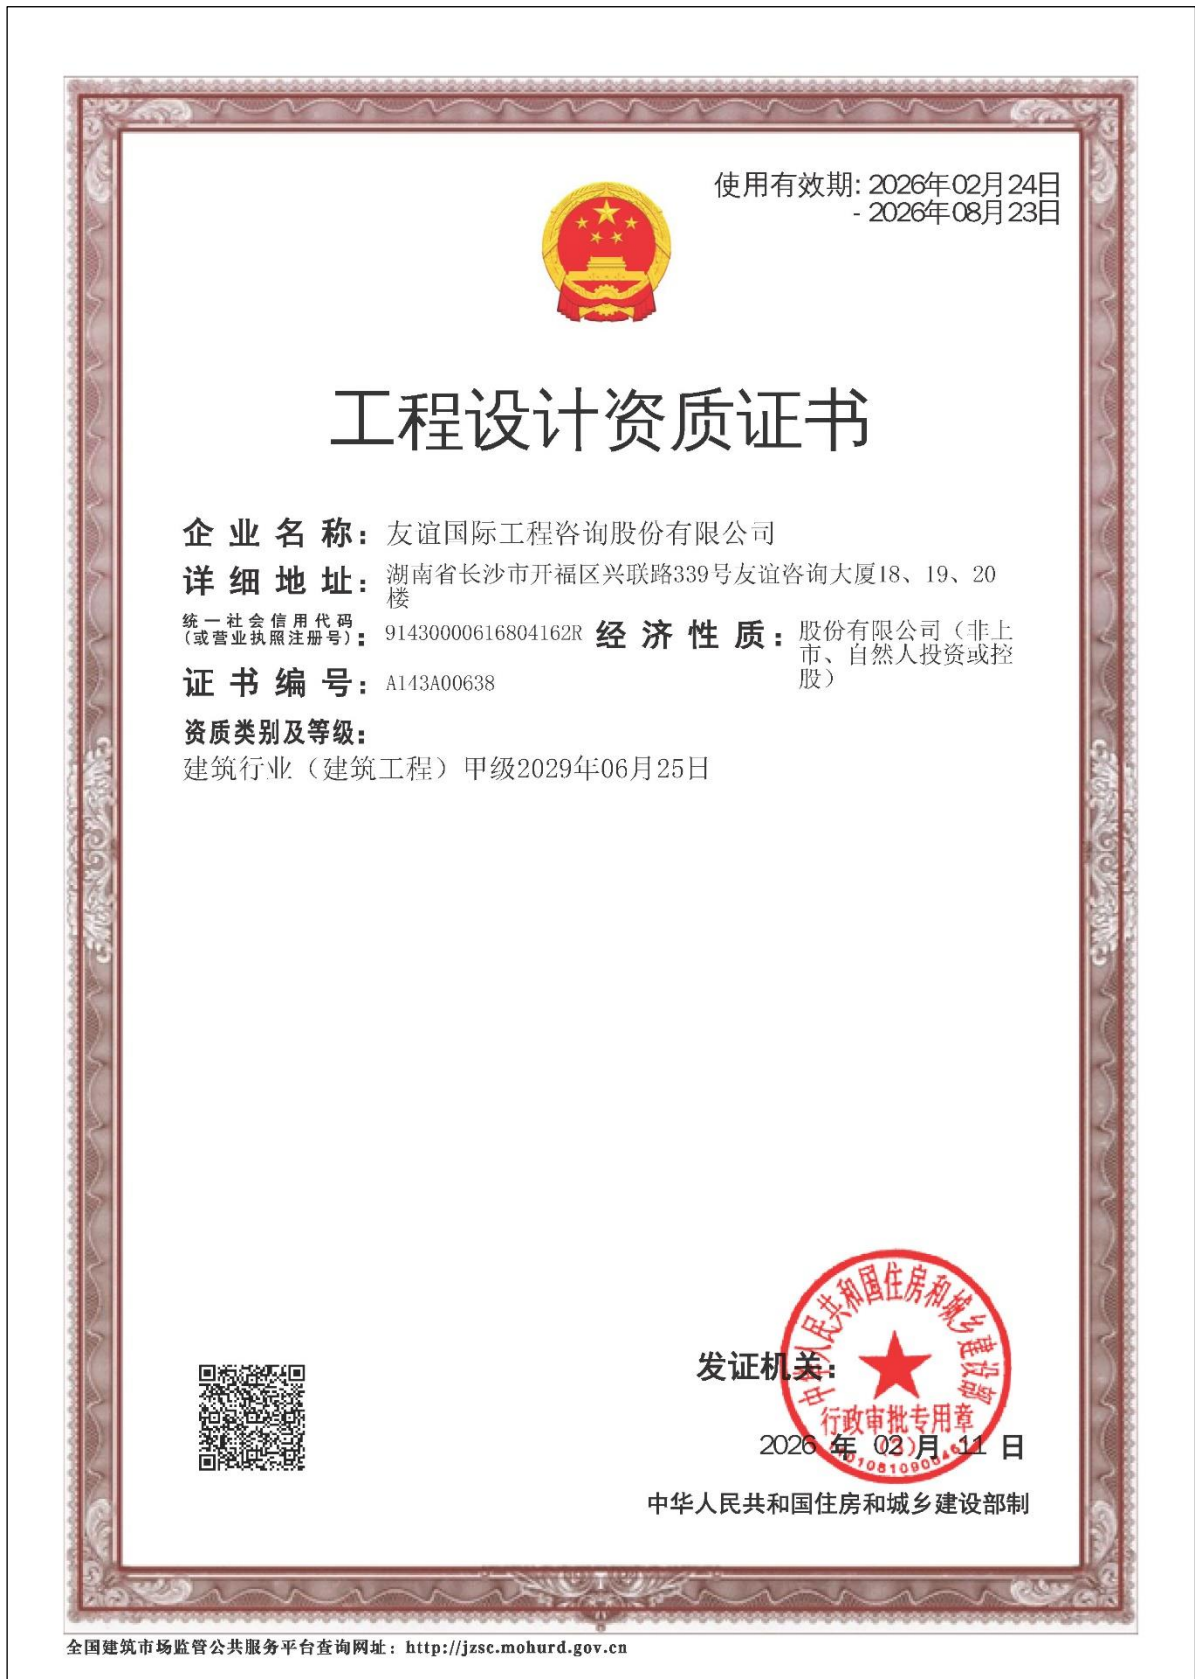 使用有效期: 2026年02月24日
- 2026年08月23日
工程设计资质证书
企业名称：友谊国际工程咨询股份有限公司
详细地址：湖南省长沙市开福区兴联路339号友谊咨询大厦18、19、20
楼
统一社会信用代码
(或营业执照注册号)：91430000616804162R 经济性质：股份有限公司（非上
市、自然人投资或控
股）
证书编号：A143A00638
资质类别及等级：
建筑行业（建筑工程）甲级2029年06月25日
中华人民共和国住房和城乡建设部
发证机关：
行政审批专用章
(3)
2026 年 02 月 11 日
中华人民共和国住房和城乡建设部制
全国建筑市场监管公共服务平台查询网址：http://jzsc.mohurd.gov.cn